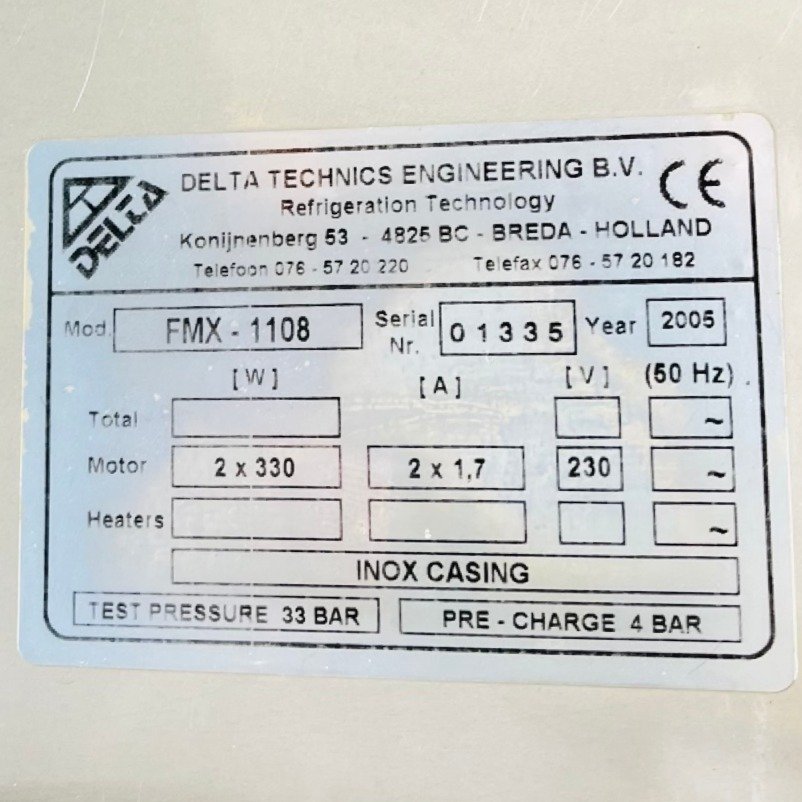 DELTA
DELTA TECHNICS ENGINEERING B.V. CE
Refrigeration Technology
Konijnenberg 53 - 4825 BC - BREDA - HOLLAND
Telefoon 076 - 57 20 220 Telefax 076 - 57 20 182
Mod. FMX - 1108 Serial Nr. 01335 Year 2005
[W] [A] [V] (50 Hz)
Total ~
Motor 2 x 330 2 x 1,7 230 ~
Heaters ~
INOX CASING
TEST PRESSURE 33 BAR PRE - CHARGE 4 BAR